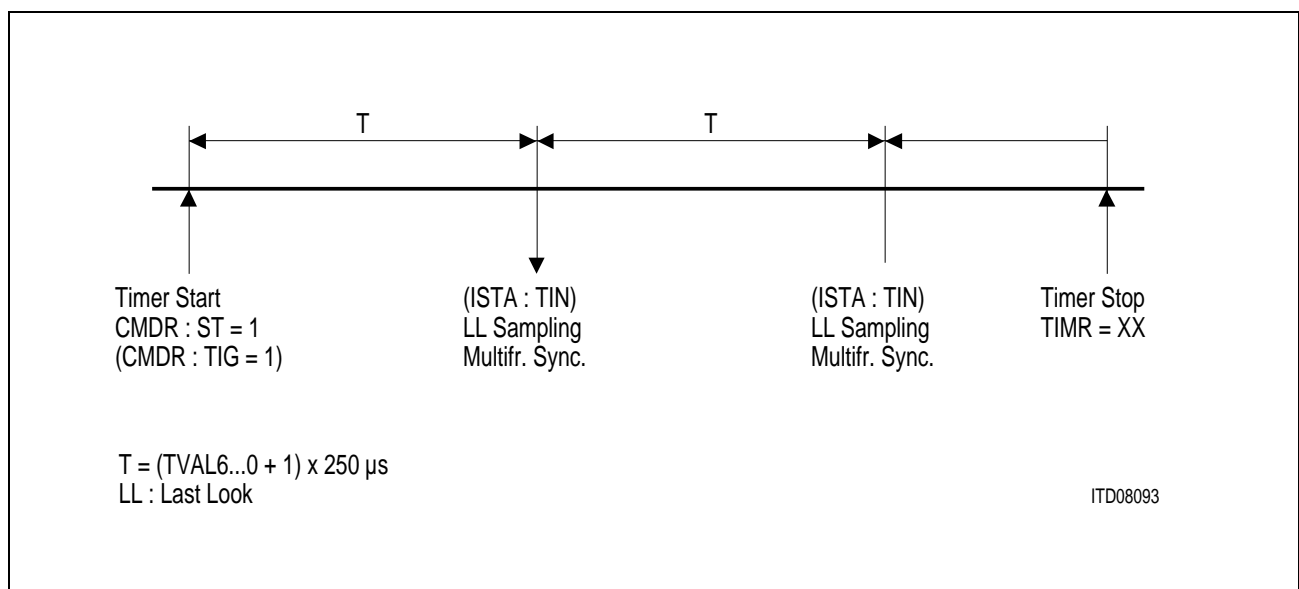 T
T
Timer Start
CMDR : ST = 1
(CMDR : TIG = 1)
(ISTA : TIN)
LL Sampling
Multifr. Sync.
(ISTA : TIN)
LL Sampling
Multifr. Sync.
Timer Stop
TIMR = XX
T = (TVAL6...0 + 1) x 250 µs
LL : Last Look
ITD08093